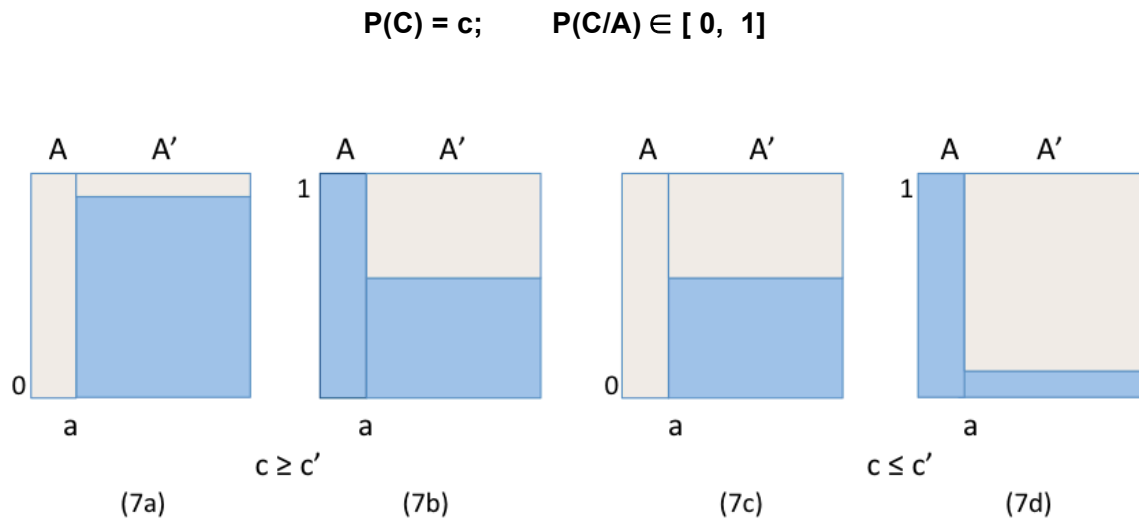 P(C) = c; P(C/A) ∈ [ 0, 1]
A A′ A A′ A A′ A A′
1 1
0 0
a a a a
c ≥ c′ c ≤ c′
(7a) (7b) (7c) (7d)